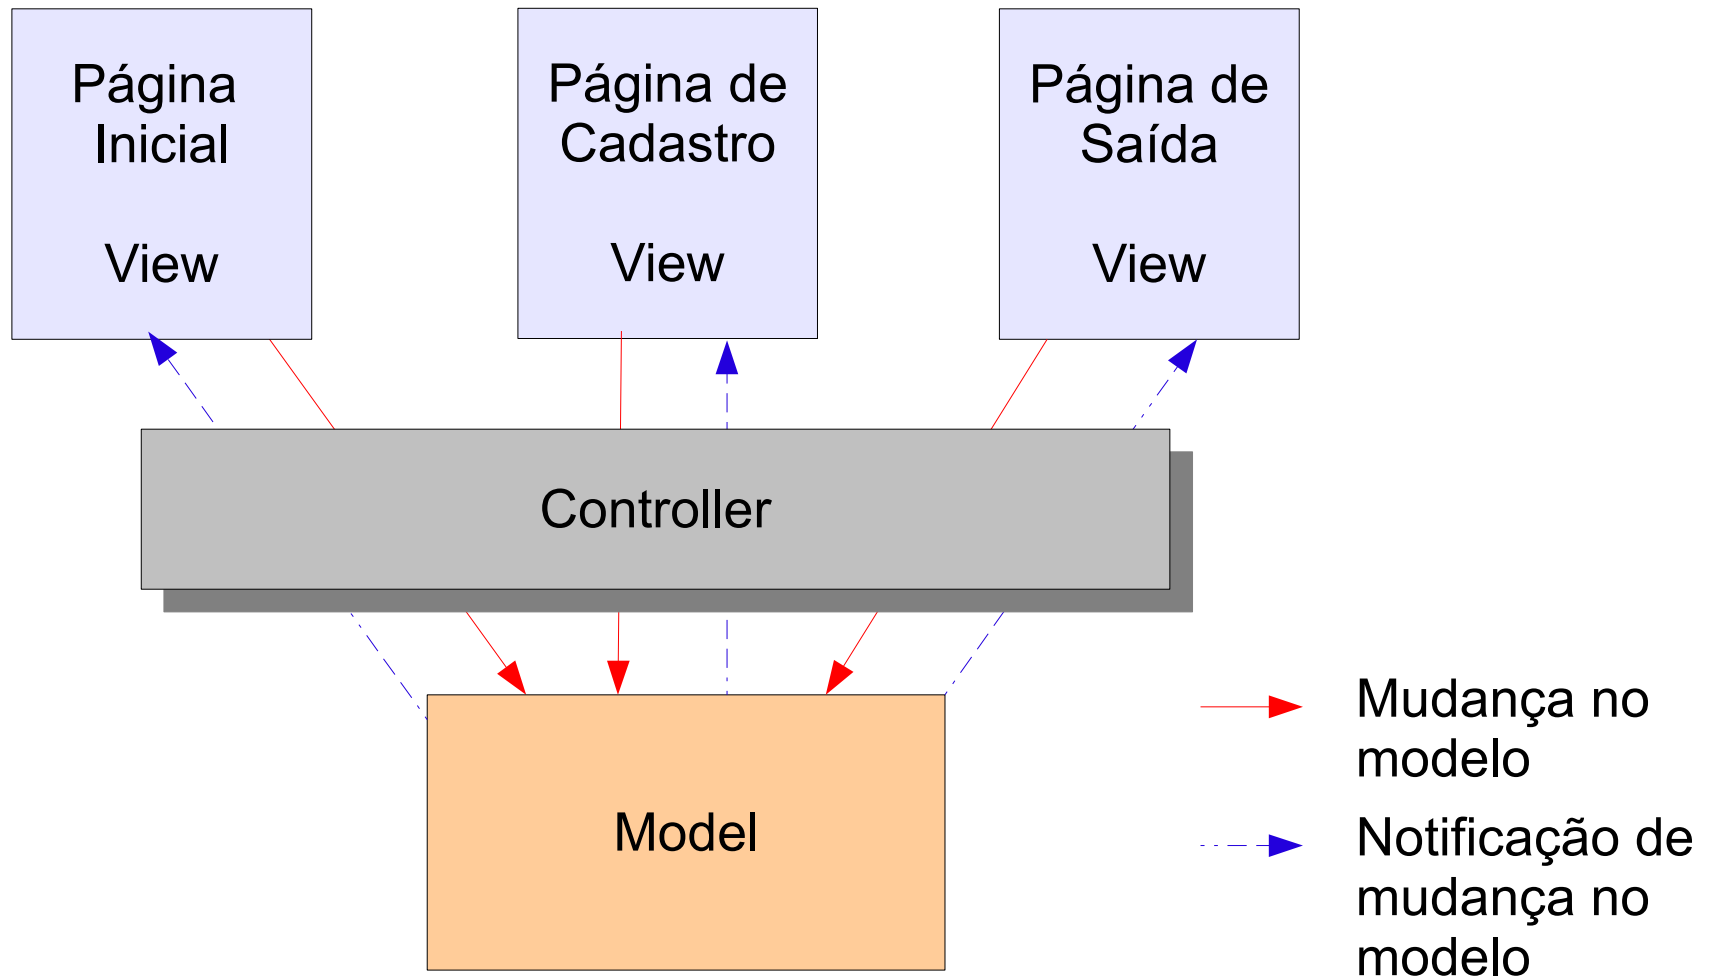 Página
Inicial
View
Página de
Cadastro
View
Página de
Saída
View
Controller
Model
Mudança no
modelo
Notificação de
mudança no
modelo